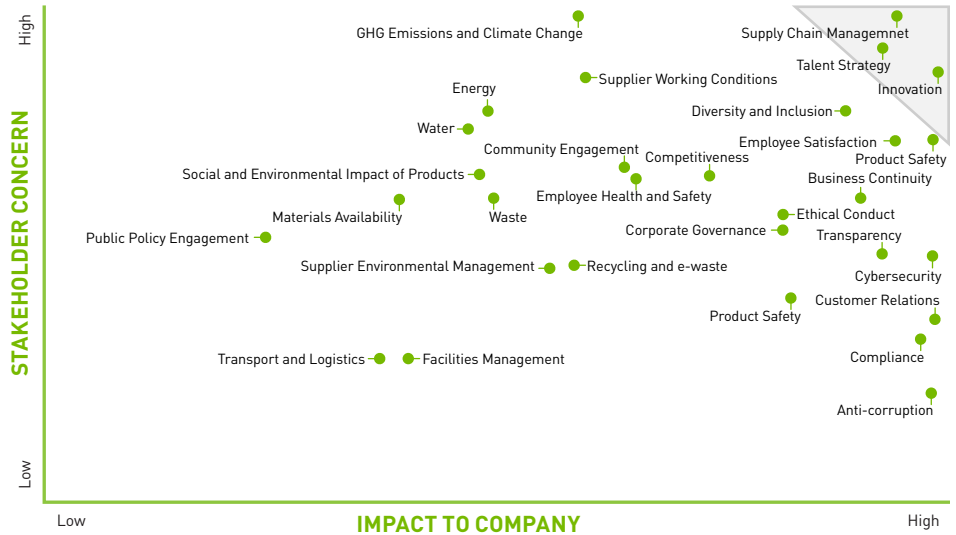 High
GHG Emissions and Climate Change
Supply Chain Managemnet
Talent Strategy
Supplier Working Conditions
Innovation
Energy
Diversity and Inclusion
Water
Employee Satisfaction
Community Engagement
Competitiveness
Product Safety
Social and Environmental Impact of Products
Business Continuity
Employee Health and Safety
Materials Availability
Waste
Ethical Conduct
Corporate Governance
Public Policy Engagement
Transparency
Supplier Environmental Management
Recycling and e-waste
Cybersecurity
Customer Relations
Product Safety
Transport and Logistics
Facilities Management
Compliance
Anti-corruption
STAKEHOLDER CONCERN
Low
Low
IMPACT TO COMPANY
High